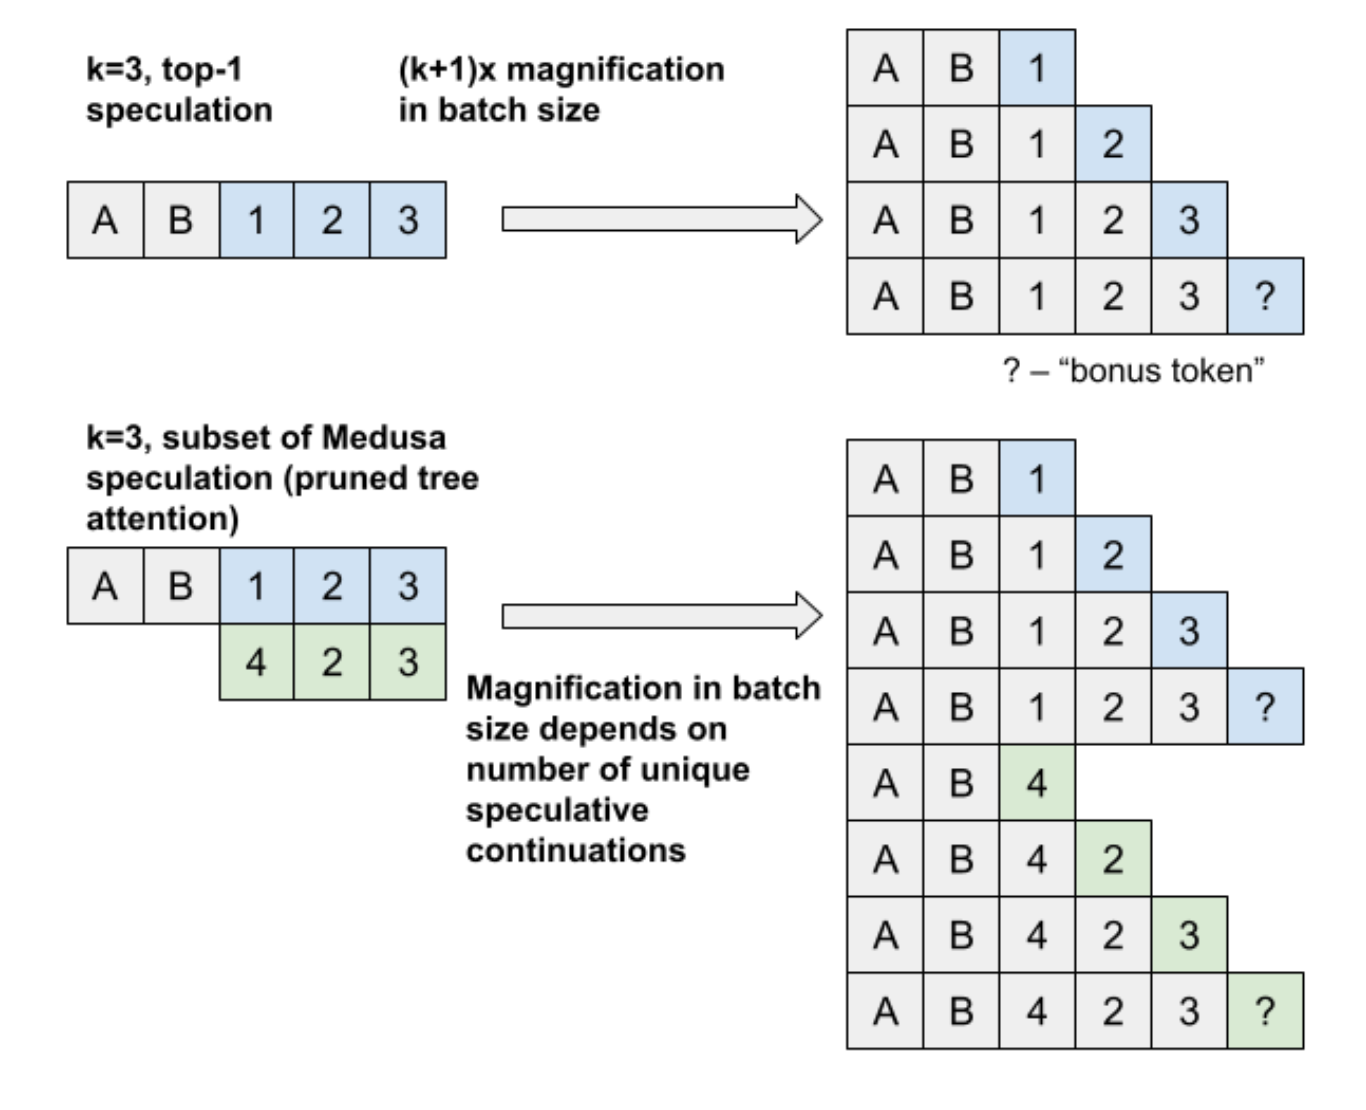 k=3, top-1
speculation
(k+1)x magnification
in batch size
A B 1 2 3
A B 1
A B 1 2
A B 1 2 3
A B 1 2 3 ?
? – “bonus token”
k=3, subset of Medusa
speculation (pruned tree
attention)
A B 1 2 3
4 2 3
Magnification in batch
size depends on
number of unique
speculative
continuations
A B 1
A B 1 2
A B 1 2 3
A B 1 2 3 ?
A B 4
A B 4 2
A B 4 2 3
A B 4 2 3 ?